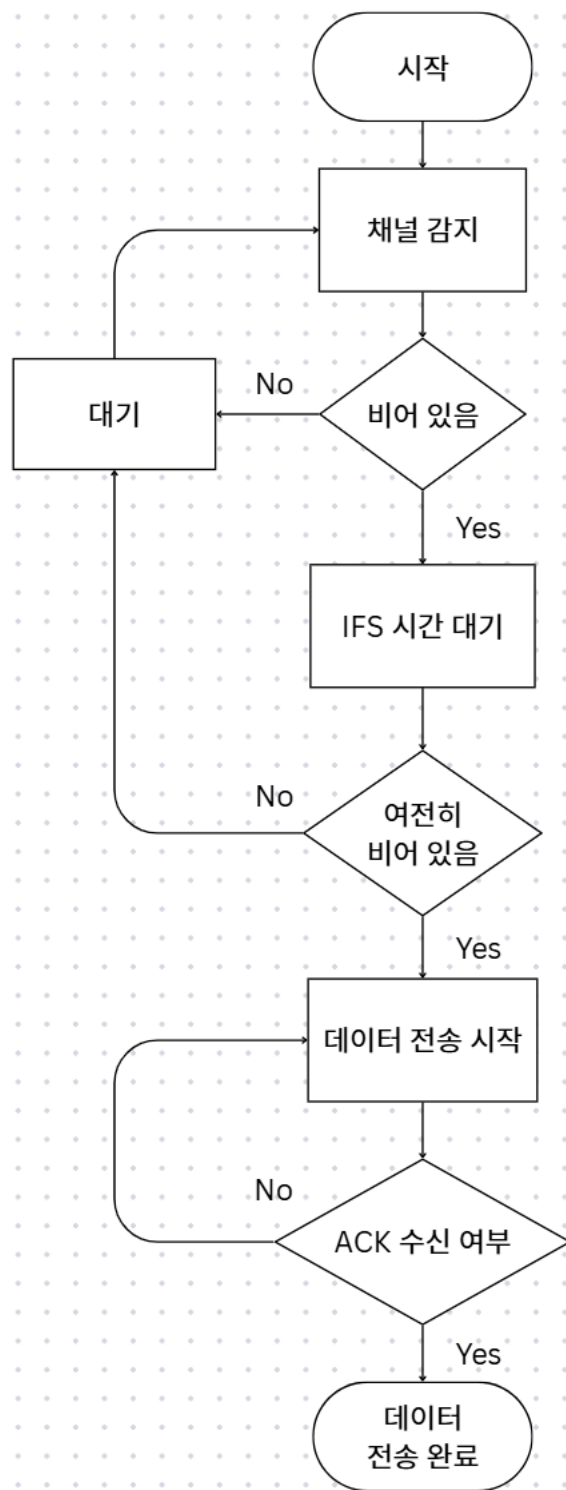 시작
채널 감지
비어 있음
No
대기
Yes
IFS 시간 대기
여전히
비어 있음
No
Yes
데이터 전송 시작
ACK 수신 여부
No
Yes
데이터
전송 완료